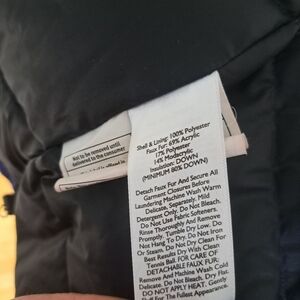 Not to be removed until
delivered to the consumer
Shell & Lining: 100% Polyester
Faux Fur: 69% Acrylic
17% Polyester
14% Modacrylic
Insulation: DOWN
(MINIMUM 80% DOWN)
Detach Faux Fur And Secure All
Garment Closures Before
Laundering Machine Wash Warm
Delicate, Separately. Mild
Detergent Only. Do Not Bleach.
Do Not Use Fabric Softeners.
Rinse Thoroughly And Remove
Promptly. Tumble Dry Low. Do
Not Hang To Dry. Do Not Iron
Or Steam. Do Not Dry Clean For
Best Results Dry With Clean
Tennis Ball. FOR CARE OF
DETACHABLE FAUX FUR:
Remove And Machine Wash Cold
Delicate. Do Not Bleach. Dry Flat.
DO NOT APPLY HEAT. Gently
For The Fullest Appearance.